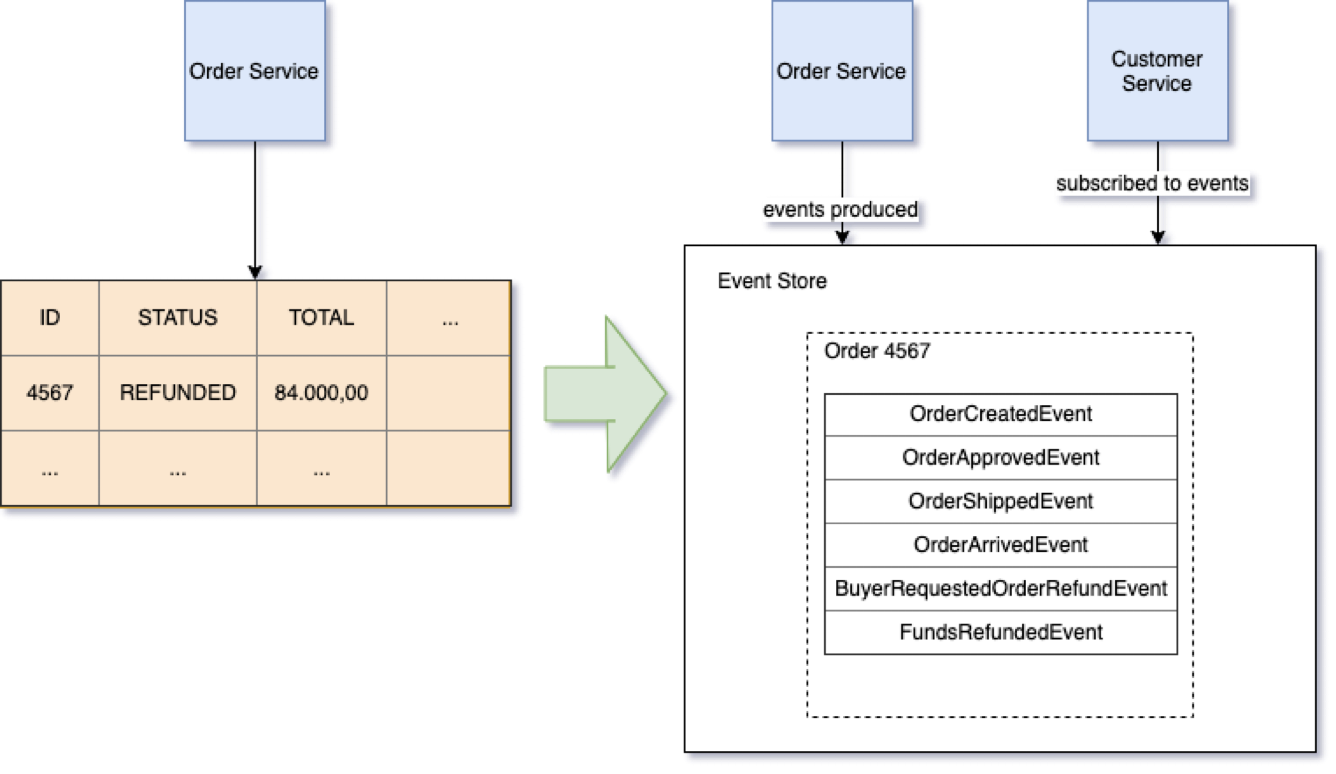 Order Service
ID STATUS TOTAL ...
4567 REFUNDED 84.000,00
... ... ...
Order Service
Customer
Service
events produced
subscribed to events
Event Store
Order 4567
OrderCreatedEvent
OrderApprovedEvent
OrderShippedEvent
OrderArrivedEvent
BuyerRequestedOrderRefundEvent
FundsRefundedEvent